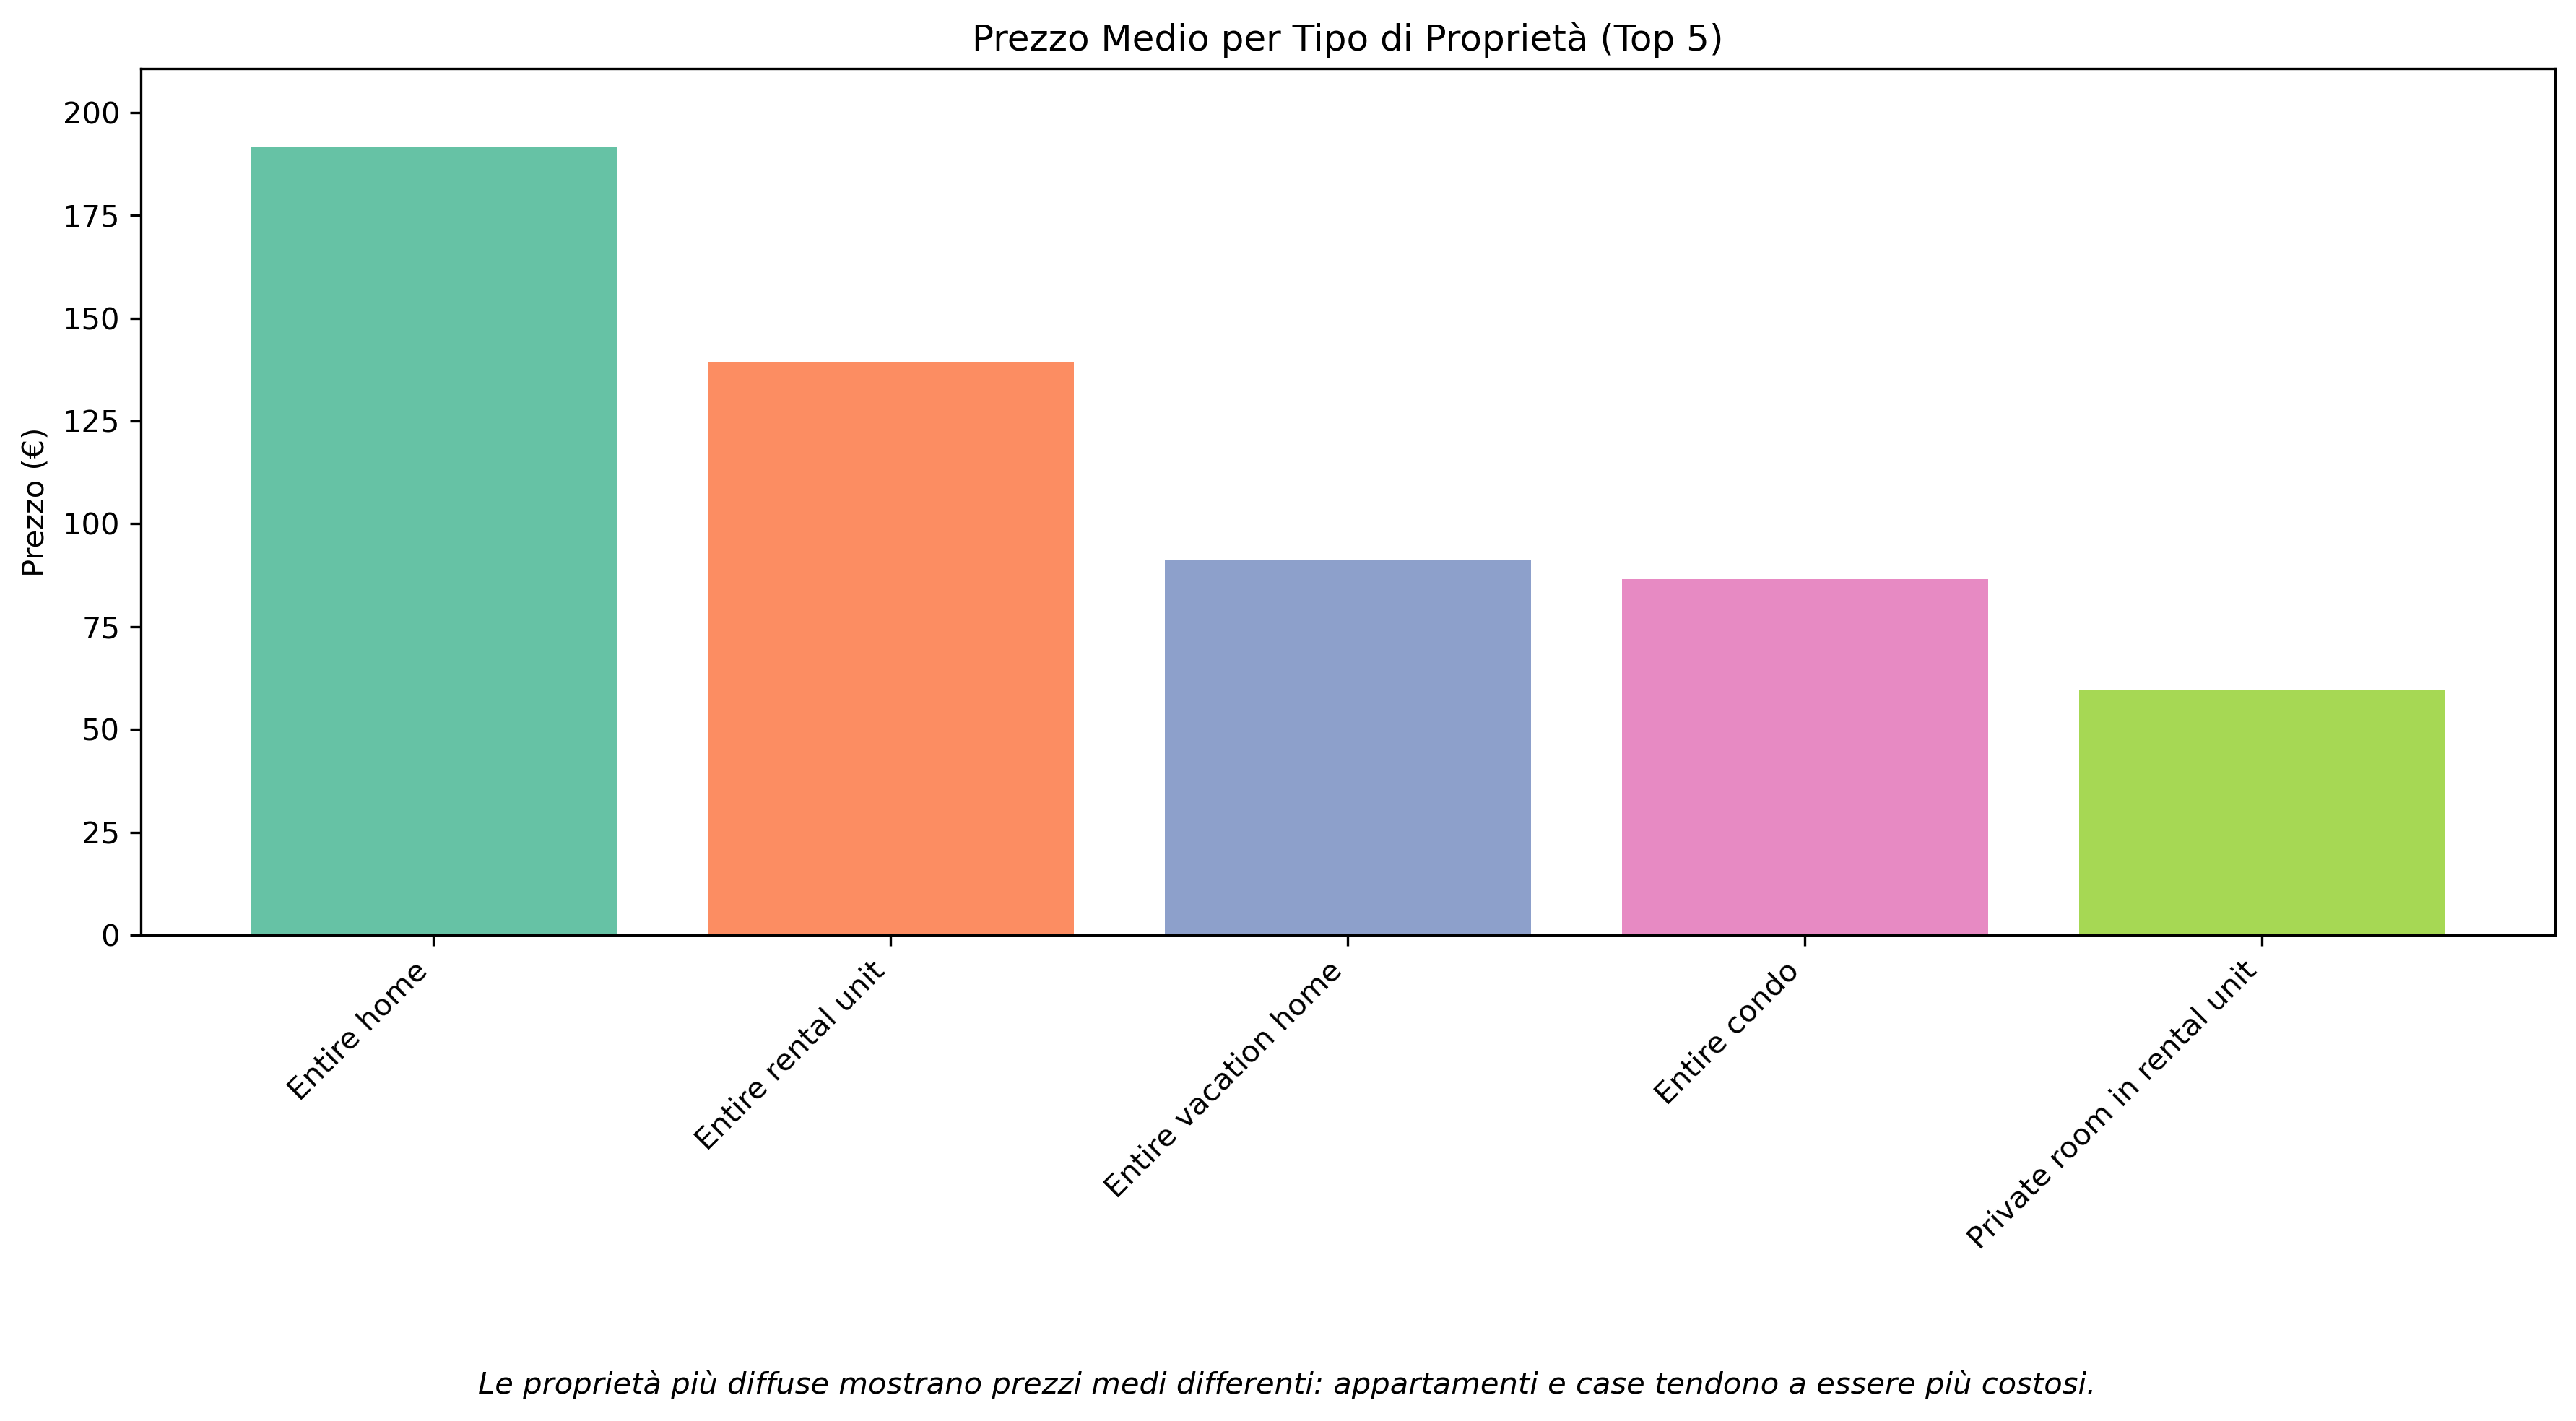 Prezzo Medio per Tipo di Proprietà (Top 5)
Prezzo (€)
200
175
150
125
100
75
50
25
0
Entire home
Entire rental unit
Entire vacation home
Entire condo
Private room in rental unit
Le proprietà più diffuse mostrano prezzi medi differenti: appartamenti e case tendono a essere più costosi.